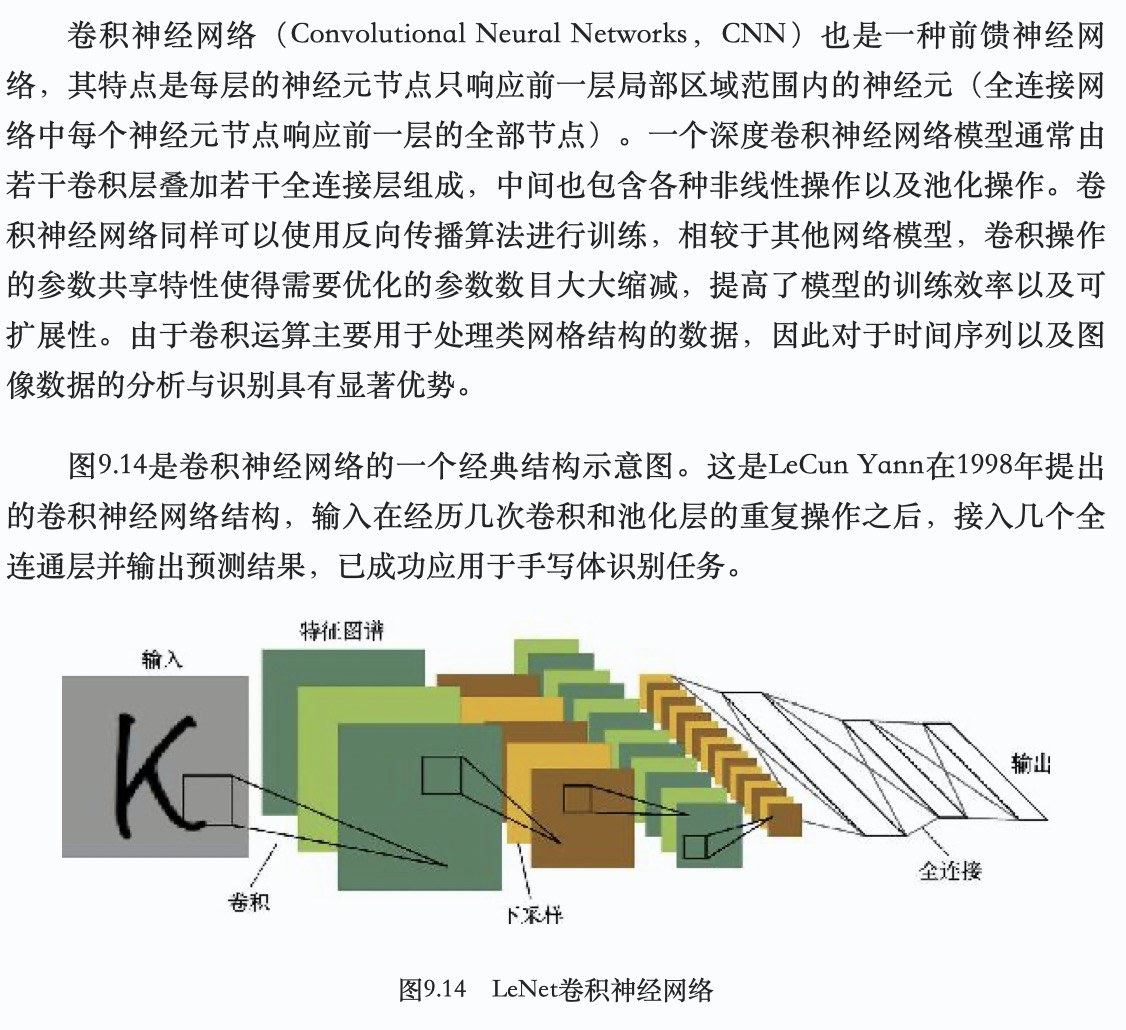 卷积神经网络（Convolutional Neural Networks，CNN）也是一种前馈神经网
络，其特点是每层的神经元节点只响应前一层局部区域范围内的神经元（全连接网
络中每个神经元节点响应前一层的全部节点）。一个深度卷积神经网络模型通常由
若干卷积层叠加若干全连接层组成，中间也包含各种非线性操作以及池化操作。卷
积神经网络同样可以使用反向传播算法进行训练，相较于其他网络模型，卷积操作
的参数共享特性使得需要优化的参数数目大大缩减，提高了模型的训练效率以及可
扩展性。由于卷积运算主要用于处理类网格结构的数据，因此对于时间序列以及图
像数据的分析与识别具有显著优势。
图9.14是卷积神经网络的一个经典结构示意图。这是LeCun Yann在1998年提出
的卷积神经网络结构，输入在经历几次卷积和池化层的重复操作之后，接入几个全
连通层并输出预测结果，已成功应用于手写体识别任务。
特征图谱
输入
K
输出
全连接
卷积
下采样
图9.14 LeNet卷积神经网络